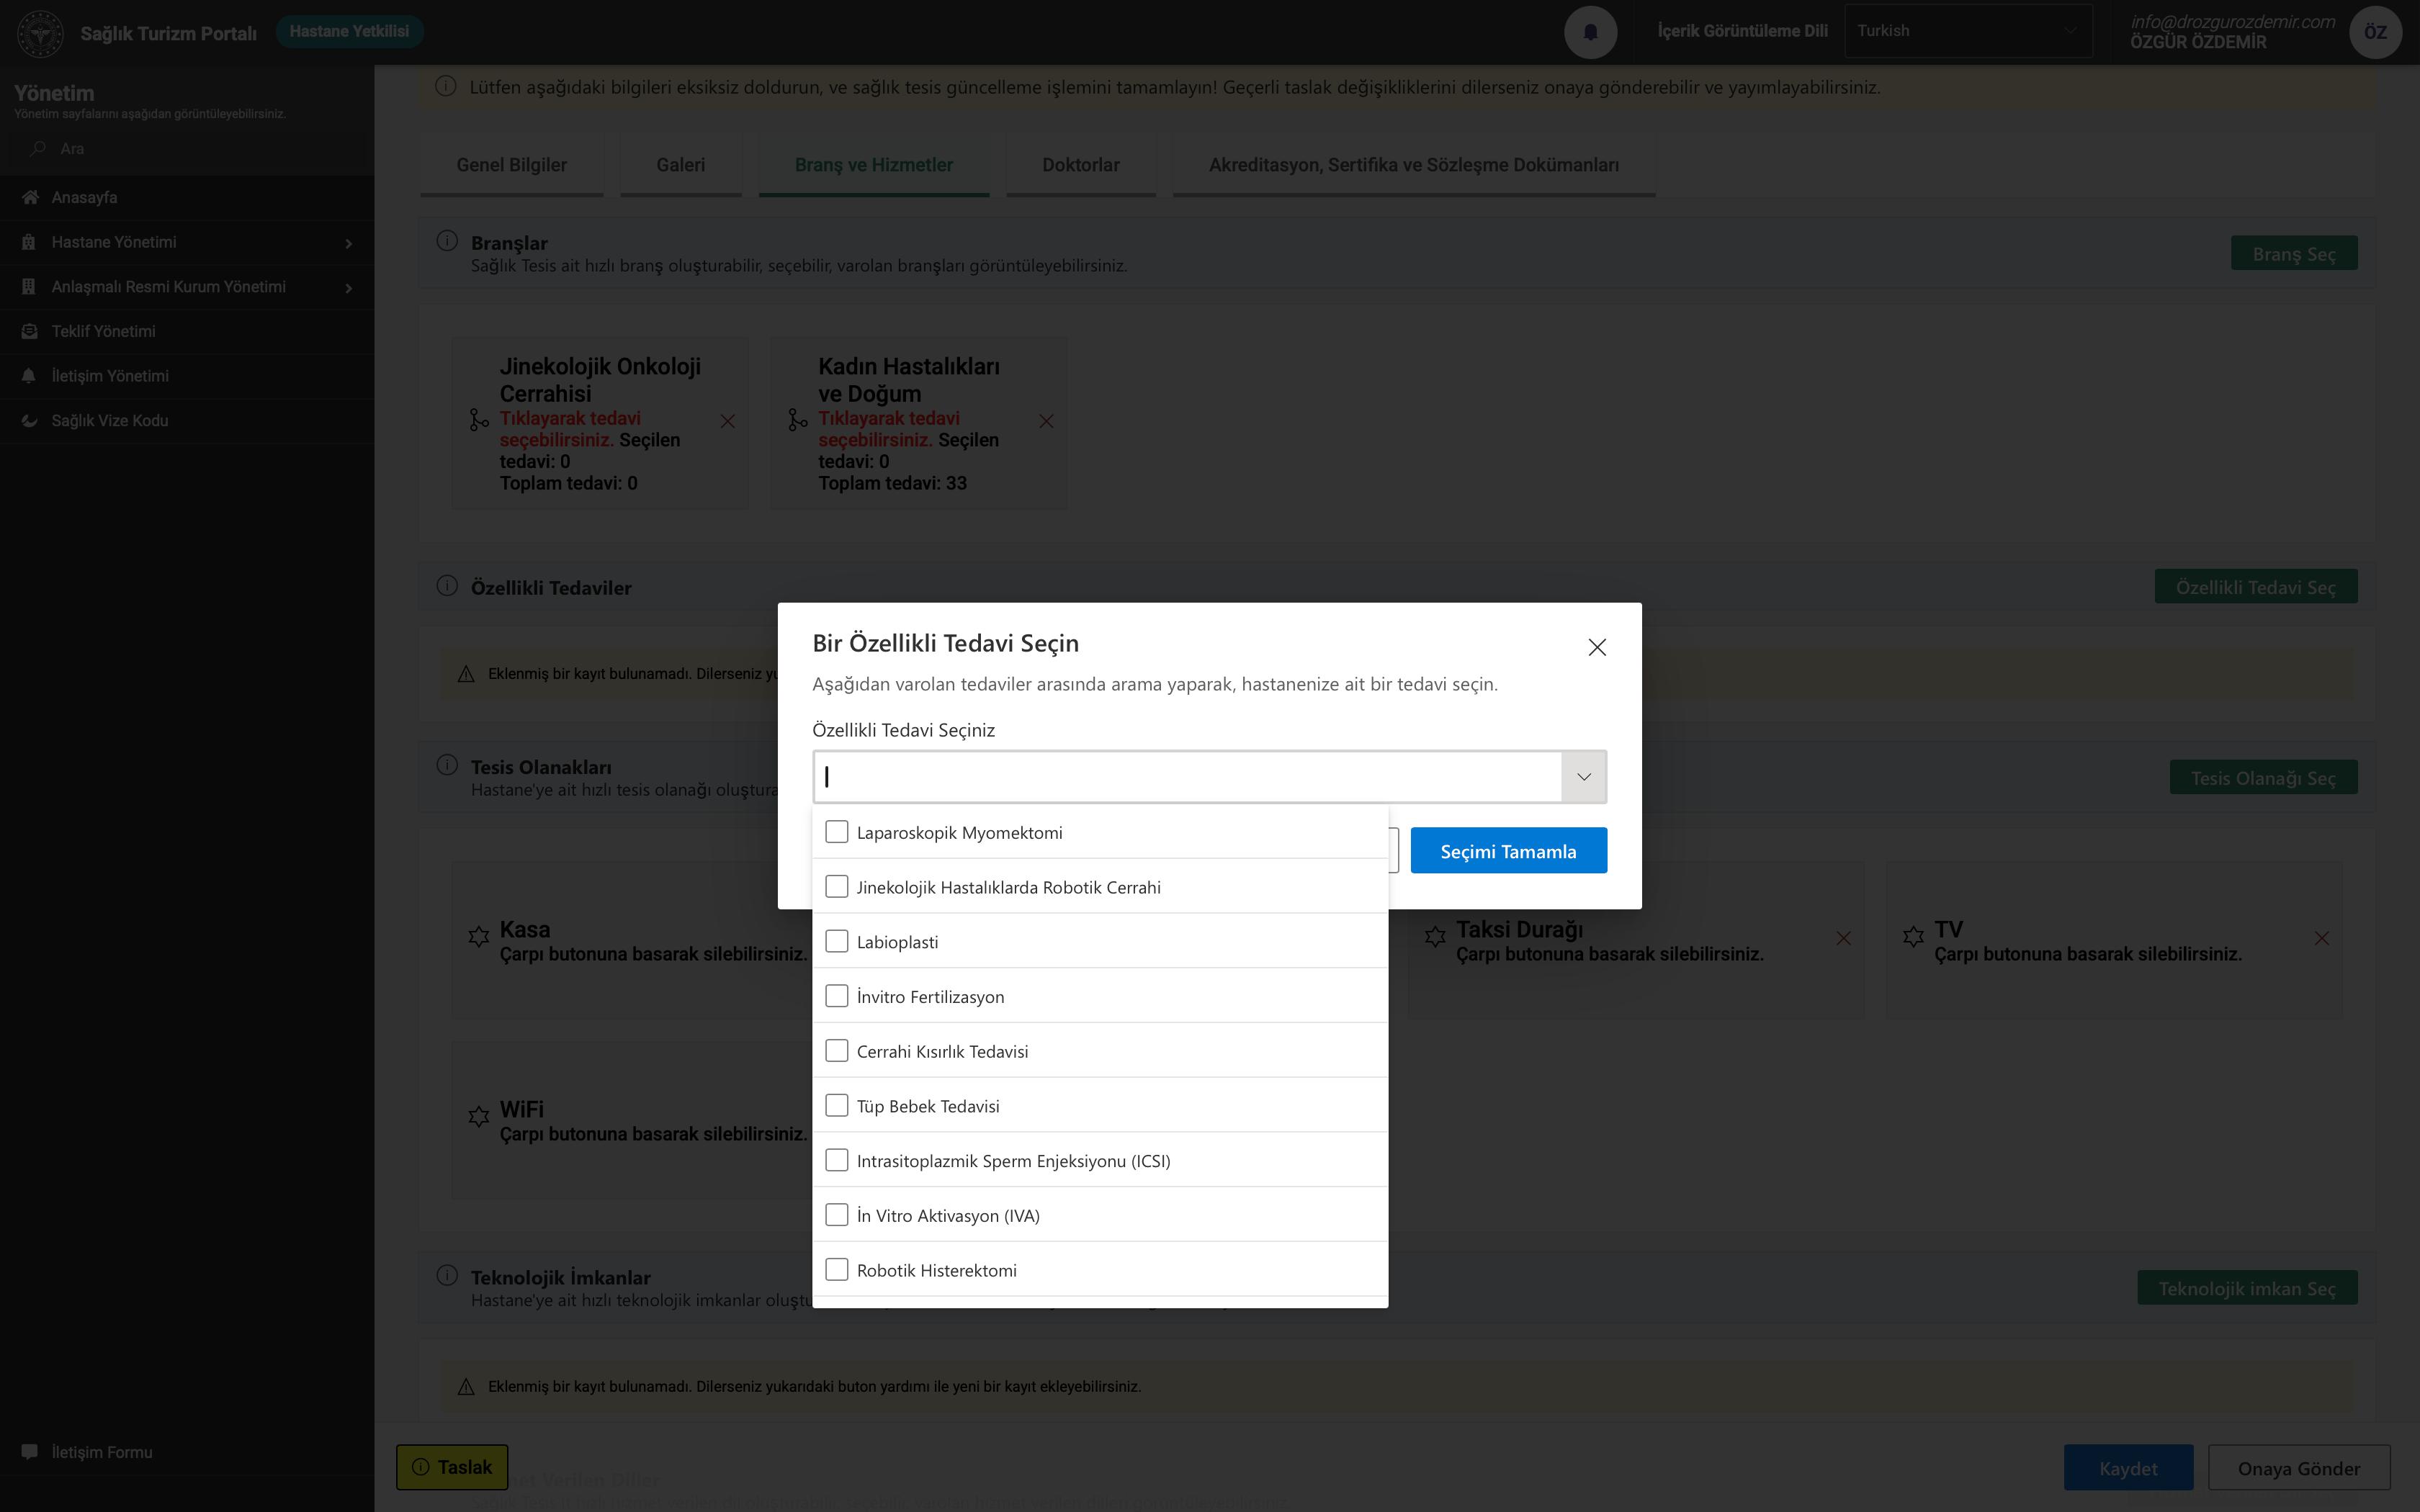 Sağlık Turizm Portalı
Hastane Yetkilisi
İçerik Görüntüleme Dili
Turkish
info@drozgurozdemir.com
ÖZGÜR ÖZDEMİR
ÖZ
Yönetim
Yönetim sayfalarını aşağıdan görüntüleyebilirsiniz.
Ara
Anasayfa
Hastane Yönetimi
Anlaşmalı Resmi Kurum Yönetimi
Teklif Yönetimi
İletişim Yönetimi
Sağlık Vize Kodu
İletişim Formu
Lütfen aşağıdaki bilgileri eksiksiz doldurun, ve sağlık tesis güncelleme işlemini tamamlayın! Geçerli taslak değişikliklerini dilerseniz onaya gönderebilir ve yayımlayabilirsiniz.
Genel Bilgiler
Galeri
Branş ve Hizmetler
Doktorlar
Akreditasyon, Sertifika ve Sözleşme Dokümanları
Branşlar
Sağlık Tesis ait hızlı branş oluşturabilir, seçebilir, varolan branşları görüntüleyebilirsiniz.
Branş Seç
Jinekolojik Onkoloji
Cerrahisi
Tıklayarak tedavi
seçebilirsiniz. Seçilen
tedavi: 0
Toplam tedavi: 0
Kadın Hastalıkları
ve Doğum
Tıklayarak tedavi
seçebilirsiniz. Seçilen
tedavi: 0
Toplam tedavi: 33
Özellikli Tedaviler
Özellikli Tedavi Seç
Eklenmiş bir kayıt bulunamadı. Dilerseniz
Bir Özellikli Tedavi Seçin
Aşağıdan varolan tedaviler arasında arama yaparak, hastanenize ait bir tedavi seçin.
Özellikli Tedavi Seçiniz
Laparoskopik Myomektomi
Jinekolojik Hastalıklarda Robotik Cerrahi
Labioplasti
İnvitro Fertilizasyon
Cerrahi Kısırlık Tedavisi
Tüp Bebek Tedavisi
Intrasitoplazmik Sperm Enjeksiyonu (ICSI)
İn Vitro Aktivasyon (IVA)
Robotik Histerektomi
Seçimi Tamamla
Tesis Olanakları
Hastane'ye ait hızlı tesis olanağı
Tesis Olanağı Seç
Kasa
Çarpı butonuna basarak silebilirsiniz.
Taksi Durağı
Çarpı butonuna basarak silebilirsiniz.
TV
Çarpı butonuna basarak silebilirsiniz.
WiFi
Çarpı butonuna basarak silebilirsiniz.
Teknolojik İmkanlar
Hastane'ye ait hızlı teknolojik imkanlar
Teknolojik imkan Seç
Eklenmiş bir kayıt bulunamadı. Dilerseniz yukarıdaki buton yardımı ile yeni bir kayıt ekleyebilirsiniz.
Taslak
Verilen Diller
Kaydet
Onaya Gönder